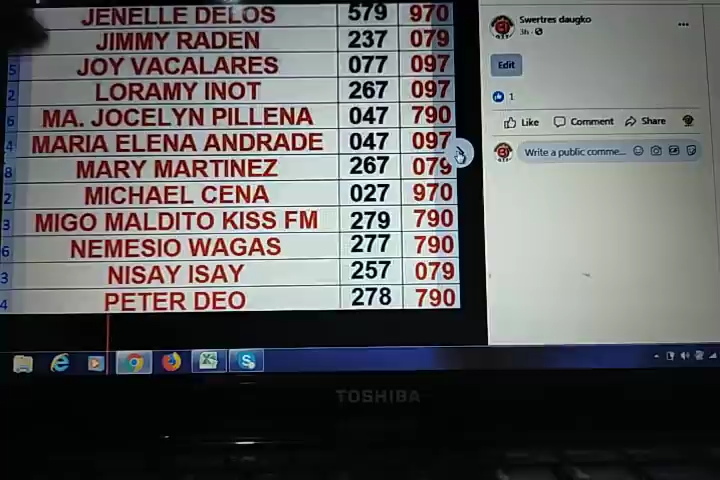 JENELLE DELOS 579 970
JIMMY RADEN 237 079
5 JOY VACALARES 077 097
2 LORAMY INOT 267 097
6 MA. JOCELYN PILLENA 047 790
4 MARIA ELENA ANDRADE 047 097
8 MARY MARTINEZ 267 079
2 MICHAEL CENA 027 970
3 MIGO MALDITO KISS FM 279 790
6 NEMESIO WAGAS 277 790
3 NISAY ISAY 257 079
4 PETER DEO 278 790
Swertres daugko
3h
Edit
1
Like Comment Share
Write a public comme...
GIF
TOSHIBA